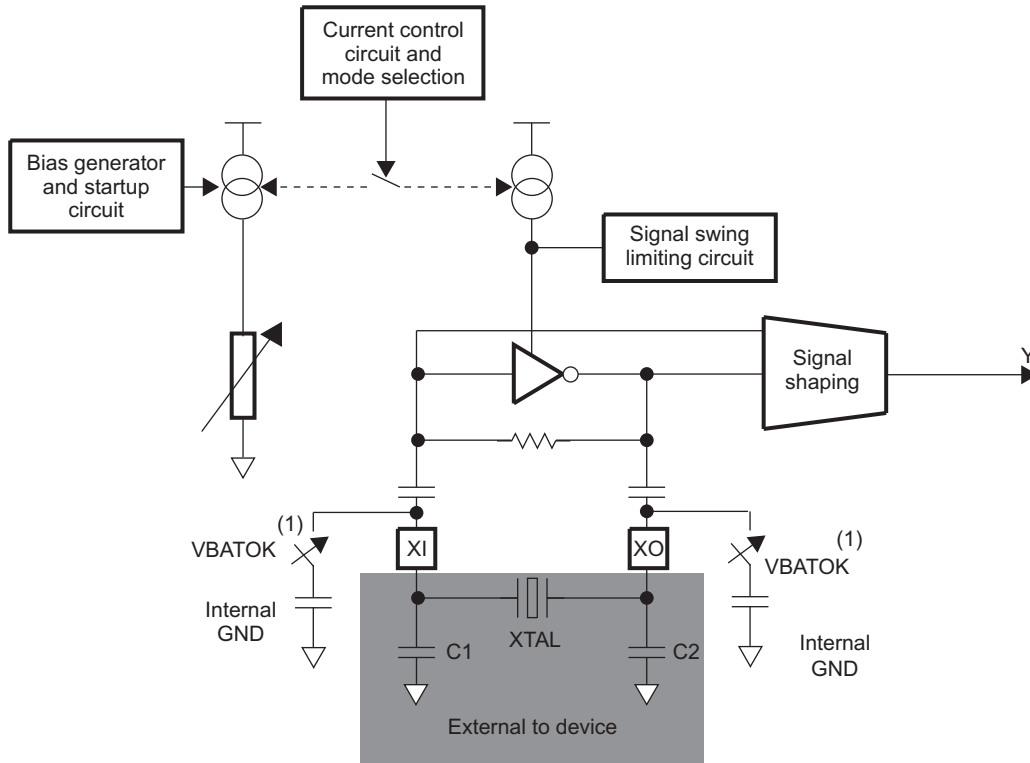 Current control
circuit and
mode selection
Bias generator
and startup
circuit
Signal swing
limiting circuit
Signal
shaping
Y
(1)
VBATOK
XI
XO
(1)
VBATOK
Internal
GND
XTAL
C1
C2
Internal
GND
External to device